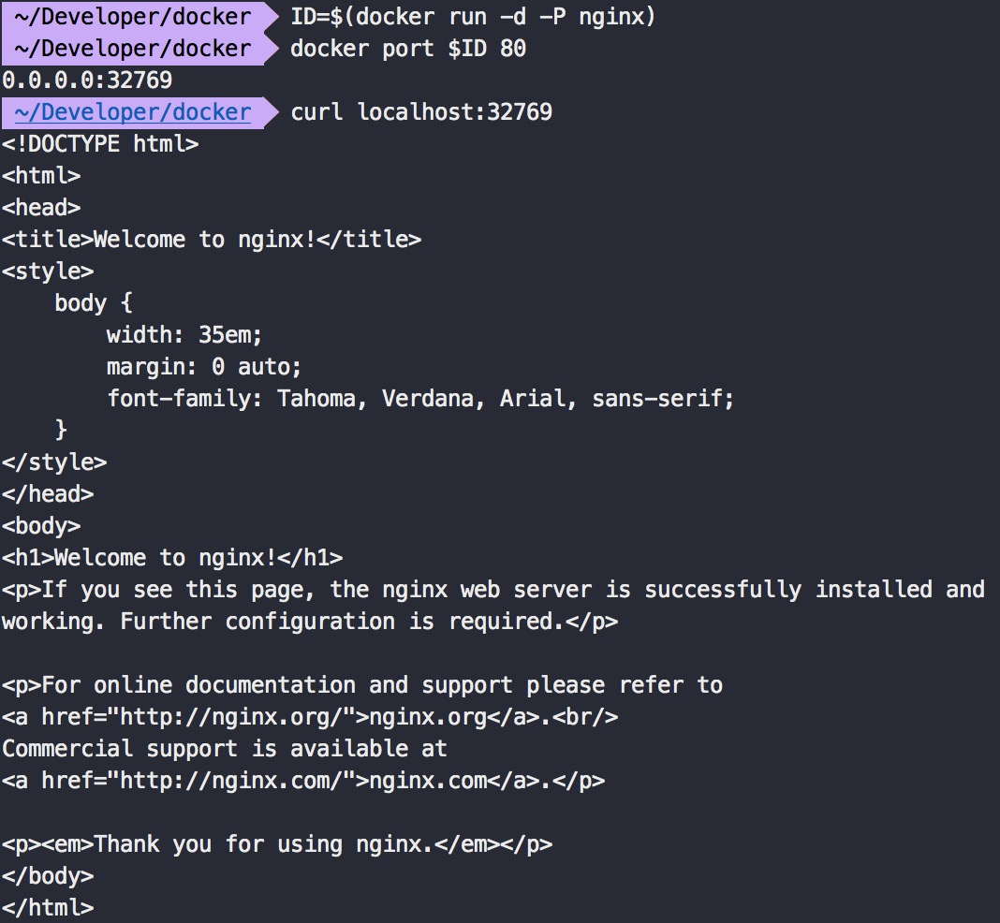 ~/Developer/docker ID=$(docker run -d -P nginx)
~/Developer/docker docker port $ID 80
0.0.0.0:32769
~/Developer/docker curl localhost:32769
<!DOCTYPE html>
<html>
<head>
<title>Welcome to nginx!</title>
<style>
    body {
        width: 35em;
        margin: 0 auto;
        font-family: Tahoma, Verdana, Arial, sans-serif;
    }
</style>
</head>
<body>
<h1>Welcome to nginx!</h1>
<p>If you see this page, the nginx web server is successfully installed and
working. Further configuration is required.</p>

<p>For online documentation and support please refer to
<a href="http://nginx.org/">nginx.org</a>.<br/>
Commercial support is available at
<a href="http://nginx.com/">nginx.com</a>.</p>

<p><em>Thank you for using nginx.</em></p>
</body>
</html>